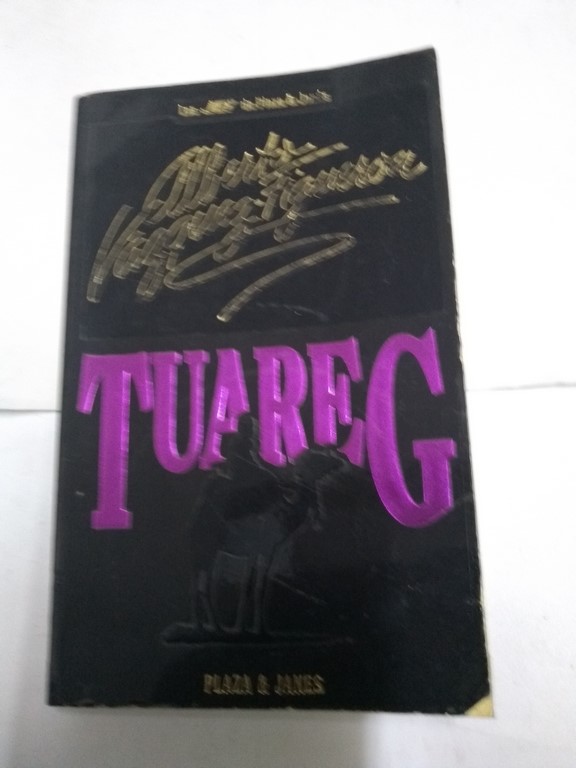 Alberto
Vázquez-Figueroa
TUAREG
PLAZA & JANES